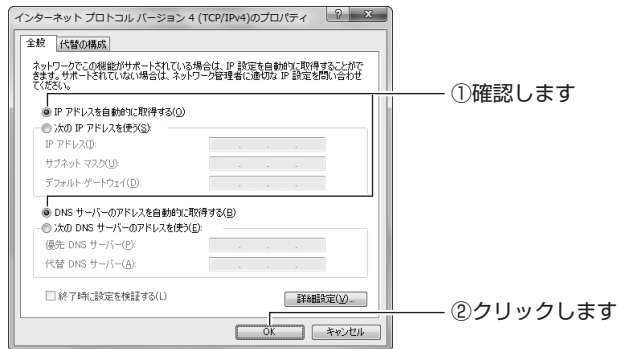 インターネット プロトコル バージョン 4 (TCP/IPv4)のプロパティ
全般
代替の構成
ネットワークでこの機能がサポートされている場合は、IP 設定を自動的に取得することがで
きます。サポートされていない場合は、ネットワーク管理者に適切な IP 設定を問い合わせ
てください。
IP アドレスを自動的に取得する(O)
次の IP アドレスを使う(S):
IP アドレス(I):
サブネット マスク(U):
デフォルト ゲートウェイ(D):
DNS サーバーのアドレスを自動的に取得する(B)
次の DNS サーバーのアドレスを使う(E):
優先 DNS サーバー(P):
代替 DNS サーバー(A):
終了時に設定を検証する(L)
詳細設定(V)...
OK
キャンセル
①確認します
②クリックします